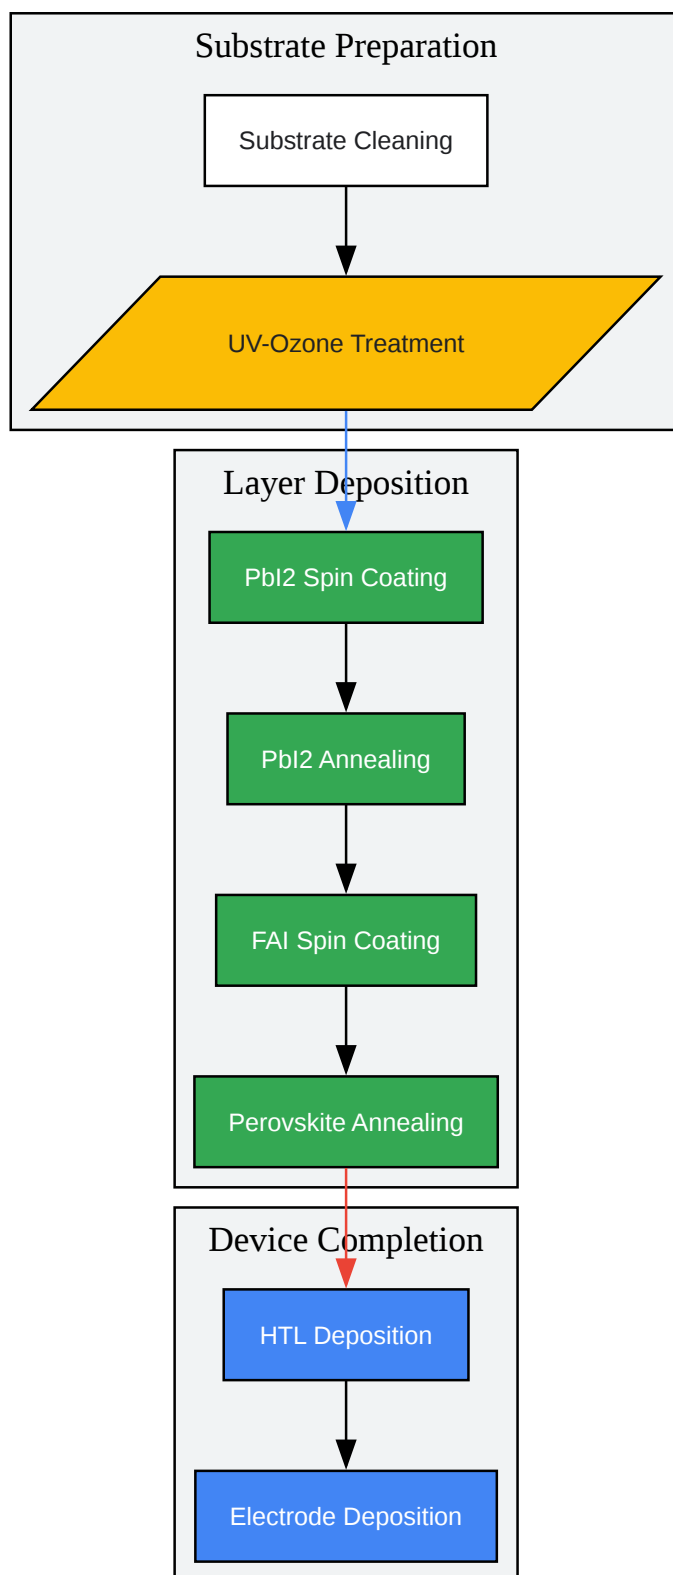 Substrate Preparation
Substrate Cleaning
UV-Ozone Treatment
Layer Deposition
PbI2 Spin Coating
PbI2 Annealing
FAI Spin Coating
Perovskite Annealing
Device Completion
HTL Deposition
Electrode Deposition